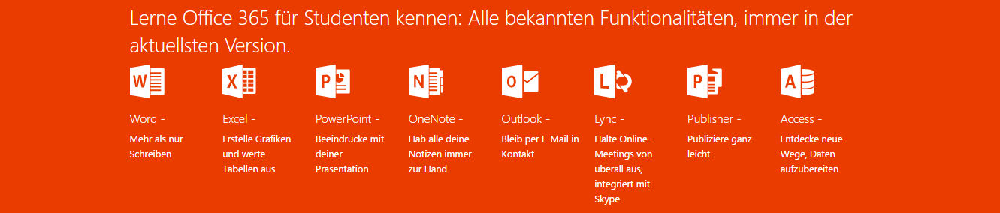 Lerne Office 365 für Studenten kennen: Alle bekannten Funktionalitäten, immer in der
aktuellsten Version.
W
Word -
Mehr als nur
Schreiben
X
Excel -
Erstelle Grafiken
und werte
Tabellen aus
P
PowerPoint -
Beeindrucke mit
deiner
Präsentation
N
OneNote -
Hab alle deine
Notizen immer
zur Hand
O
Outlook -
Bleib per E-Mail in
Kontakt
L
Lync -
Halte Online-
Meetings von
überall aus,
integriert mit
Skype
P
Publisher -
Publiziere ganz
leicht
A
Access -
Entdecke neue
Wege, Daten
aufzubereiten